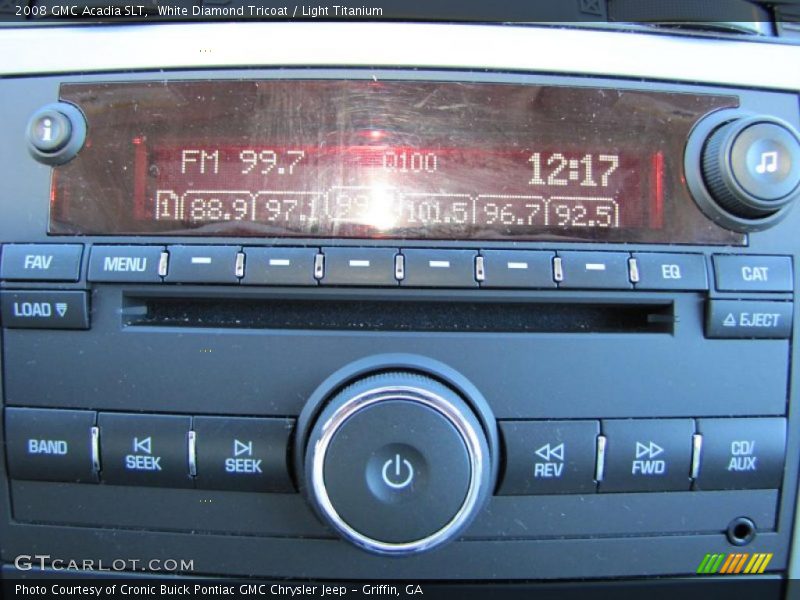 2008 GMC Acadia SLT,  White Diamond Tricoat / Light Titanium
i
FM 99.7 Q100 12:17
1 88.9 97.1 101.5 96.7 92.5
FAV MENU EQ CAT
LOAD EJECT
BAND SEEK SEEK REV FWD CD/
AUX
GTCARLOT.COM
Photo Courtesy of Cronic Buick Pontiac GMC Chrysler Jeep - Griffin, GA